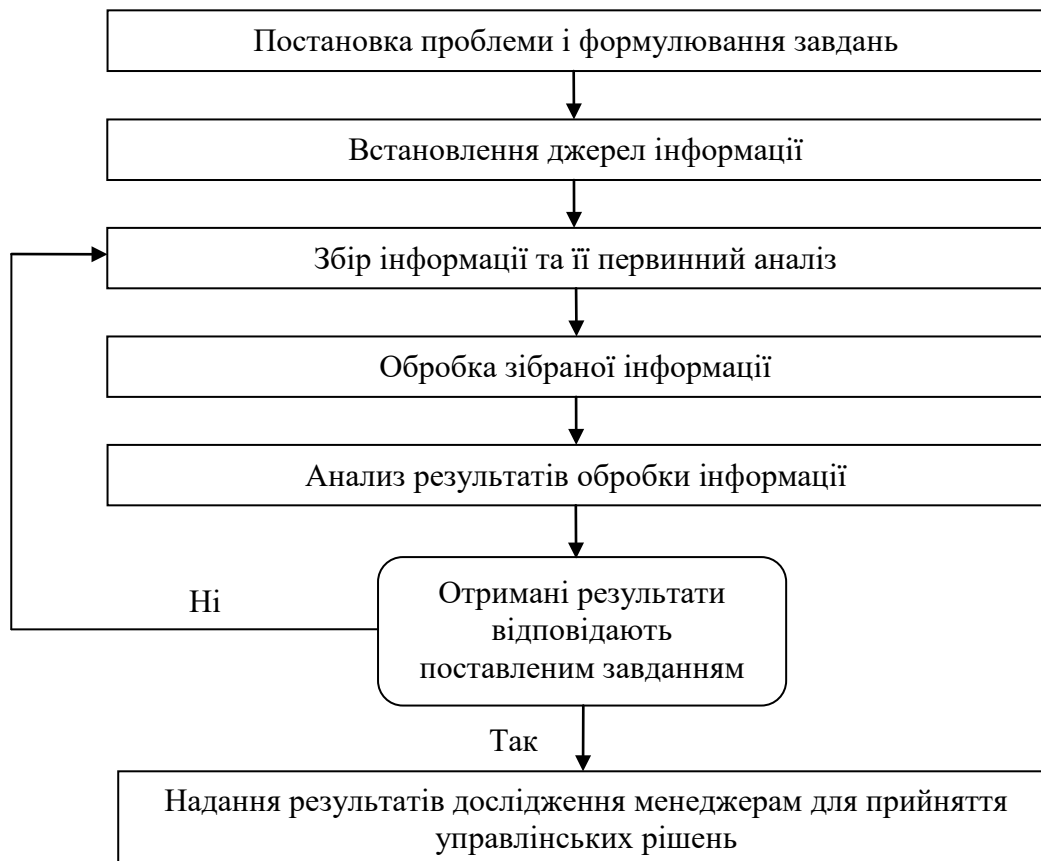 Постановка проблеми і формулювання завдань
Встановлення джерел інформації
Збір інформації та її первинний аналіз
Обробка зібраної інформації
Анализ результатів обробки інформації
Отримані результати
відповідають
поставленим завданням
Ні
Так
Надання результатів дослідження менеджерам для прийняття
управлінських рішень